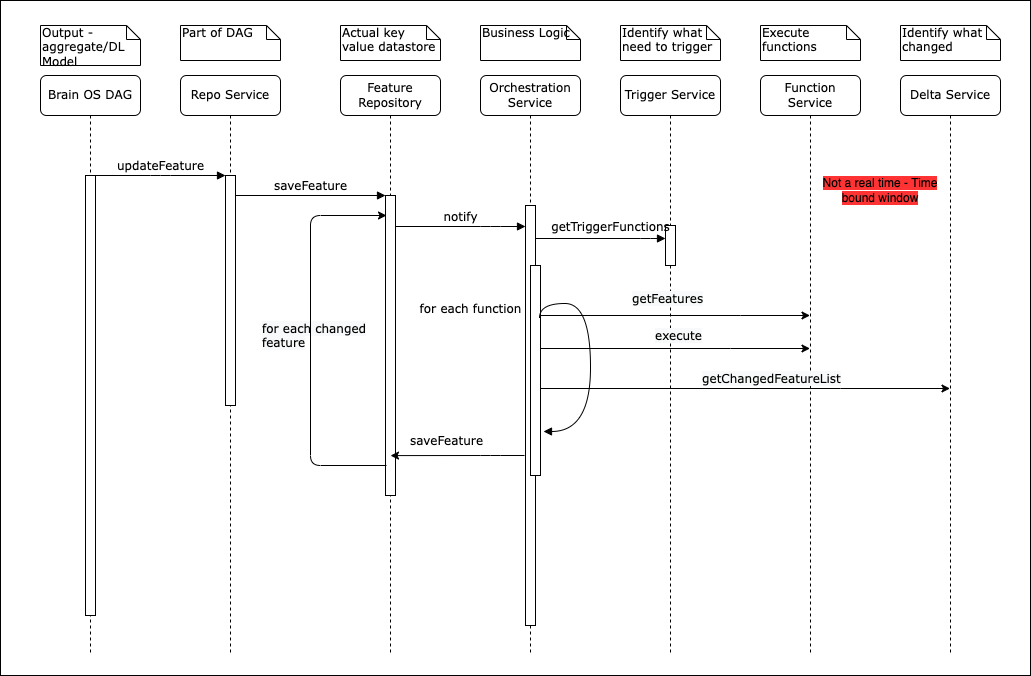 Output -
aggregate/DL
Model
Part of DAG
Actual key
value datastore
Business Logic
Identify what
need to trigger
Execute
functions
Identify what
changed
Brain OS DAG
Repo Service
Feature
Repository
Orchestration
Service
Trigger Service
Function
Service
Delta Service
updateFeature
saveFeature
notify
getTriggerFunctions
Not a real time - Time
bound window
for each function
getFeatures
for each changed
feature
execute
getChangedFeatureList
saveFeature